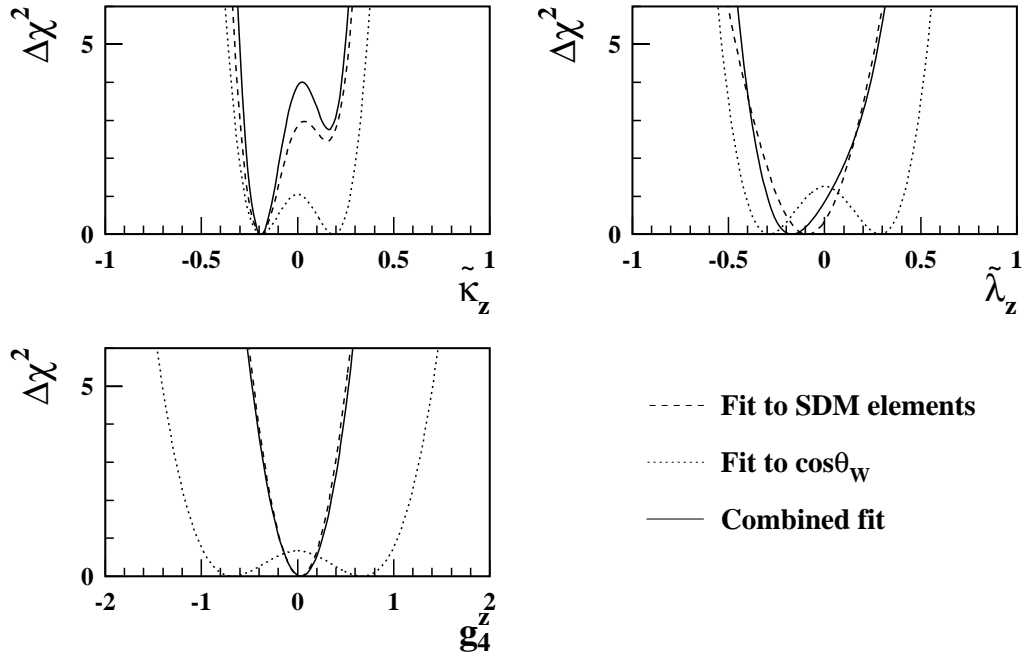 Δχ²
5
0
-1 -0.5 0 0.5 1
κ̃z
Δχ²
5
0
-1 -0.5 0 0.5 1
λ̃z
Δχ²
5
0
-2 -1 0 1 2
g₄ᶻ
Fit to SDM elements
Fit to cosθW
Combined fit